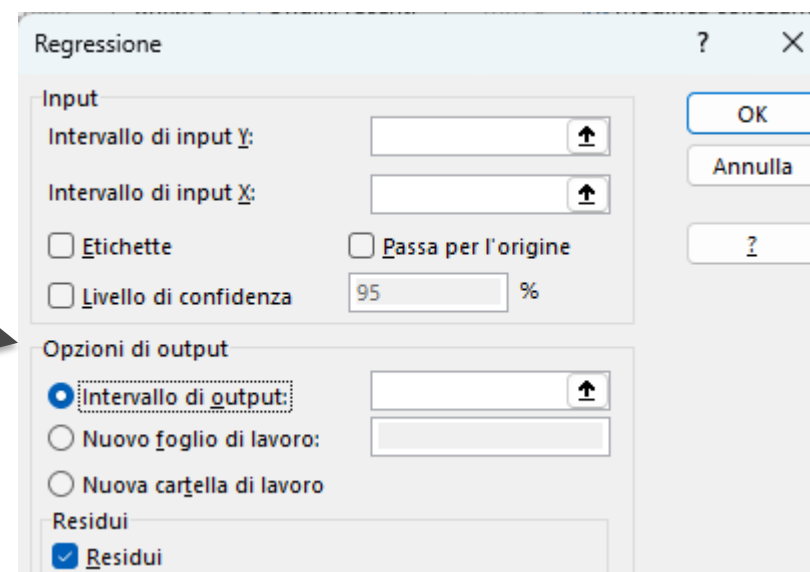 Regressione ?
Input
OK
Intervallo di input Y:
Annulla
Intervallo di input X:
Etichette Passa per l'origine ?
Livello di confidenza 95 %
Opzioni di output
Intervallo di output:
Nuovo foglio di lavoro:
Nuova cartella di lavoro
Residui
Residui